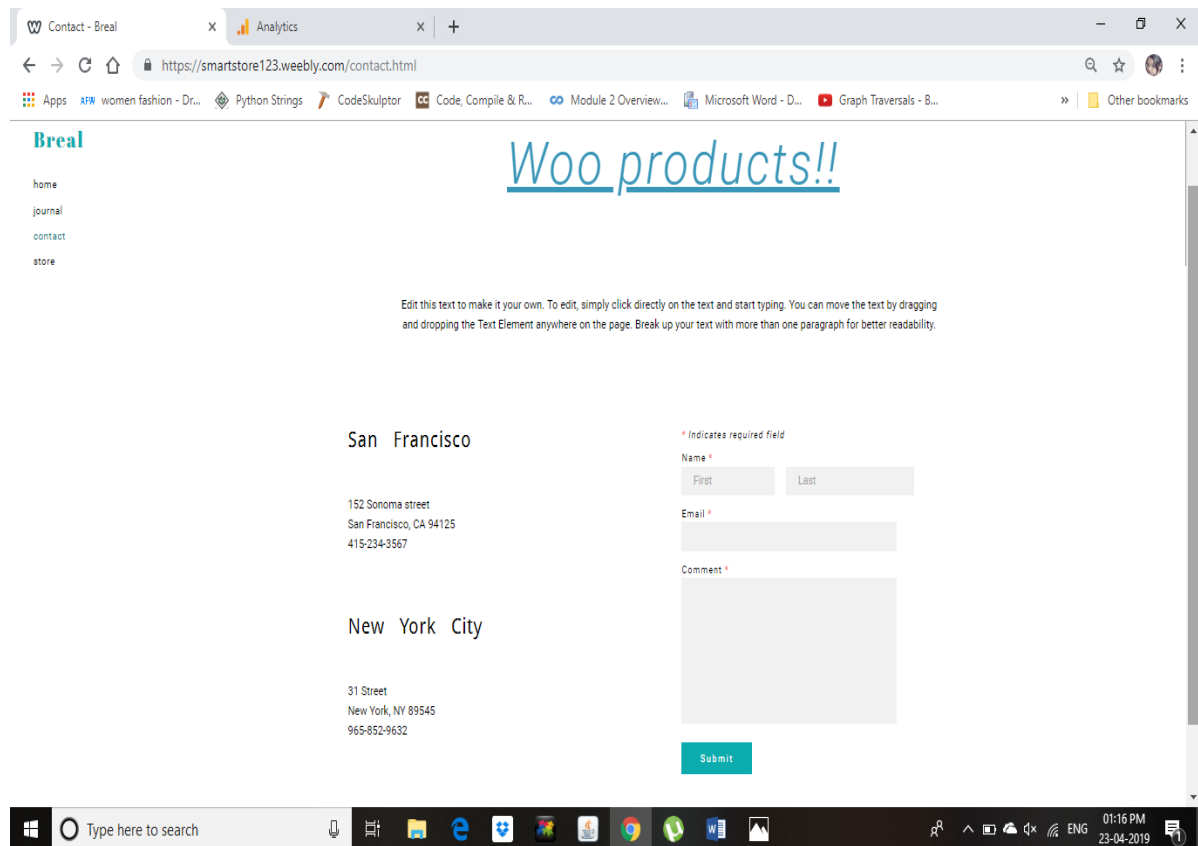 Contact - Breal
Analytics
https://smartstore123.weebly.com/contact.html
Apps
AFW women fashion - Dr...
Python Strings
CodeSkulptor
CC Code, Compile & R...
Module 2 Overview...
Microsoft Word - D...
Graph Traversals - B...
»
Other bookmarks
Breal
home
journal
contact
store
Woo products!!
Edit this text to make it your own. To edit, simply click directly on the text and start typing. You can move the text by dragging
and dropping the Text Element anywhere on the page. Break up your text with more than one paragraph for better readability.
San Francisco
152 Sonoma street
San Francisco, CA 94125
415-234-3567
New York City
31 Street
New York, NY 89545
965-852-9632
* Indicates required field
Name *
First
Last
Email *
Comment *
Submit
Type here to search
ENG
01:16 PM
23-04-2019